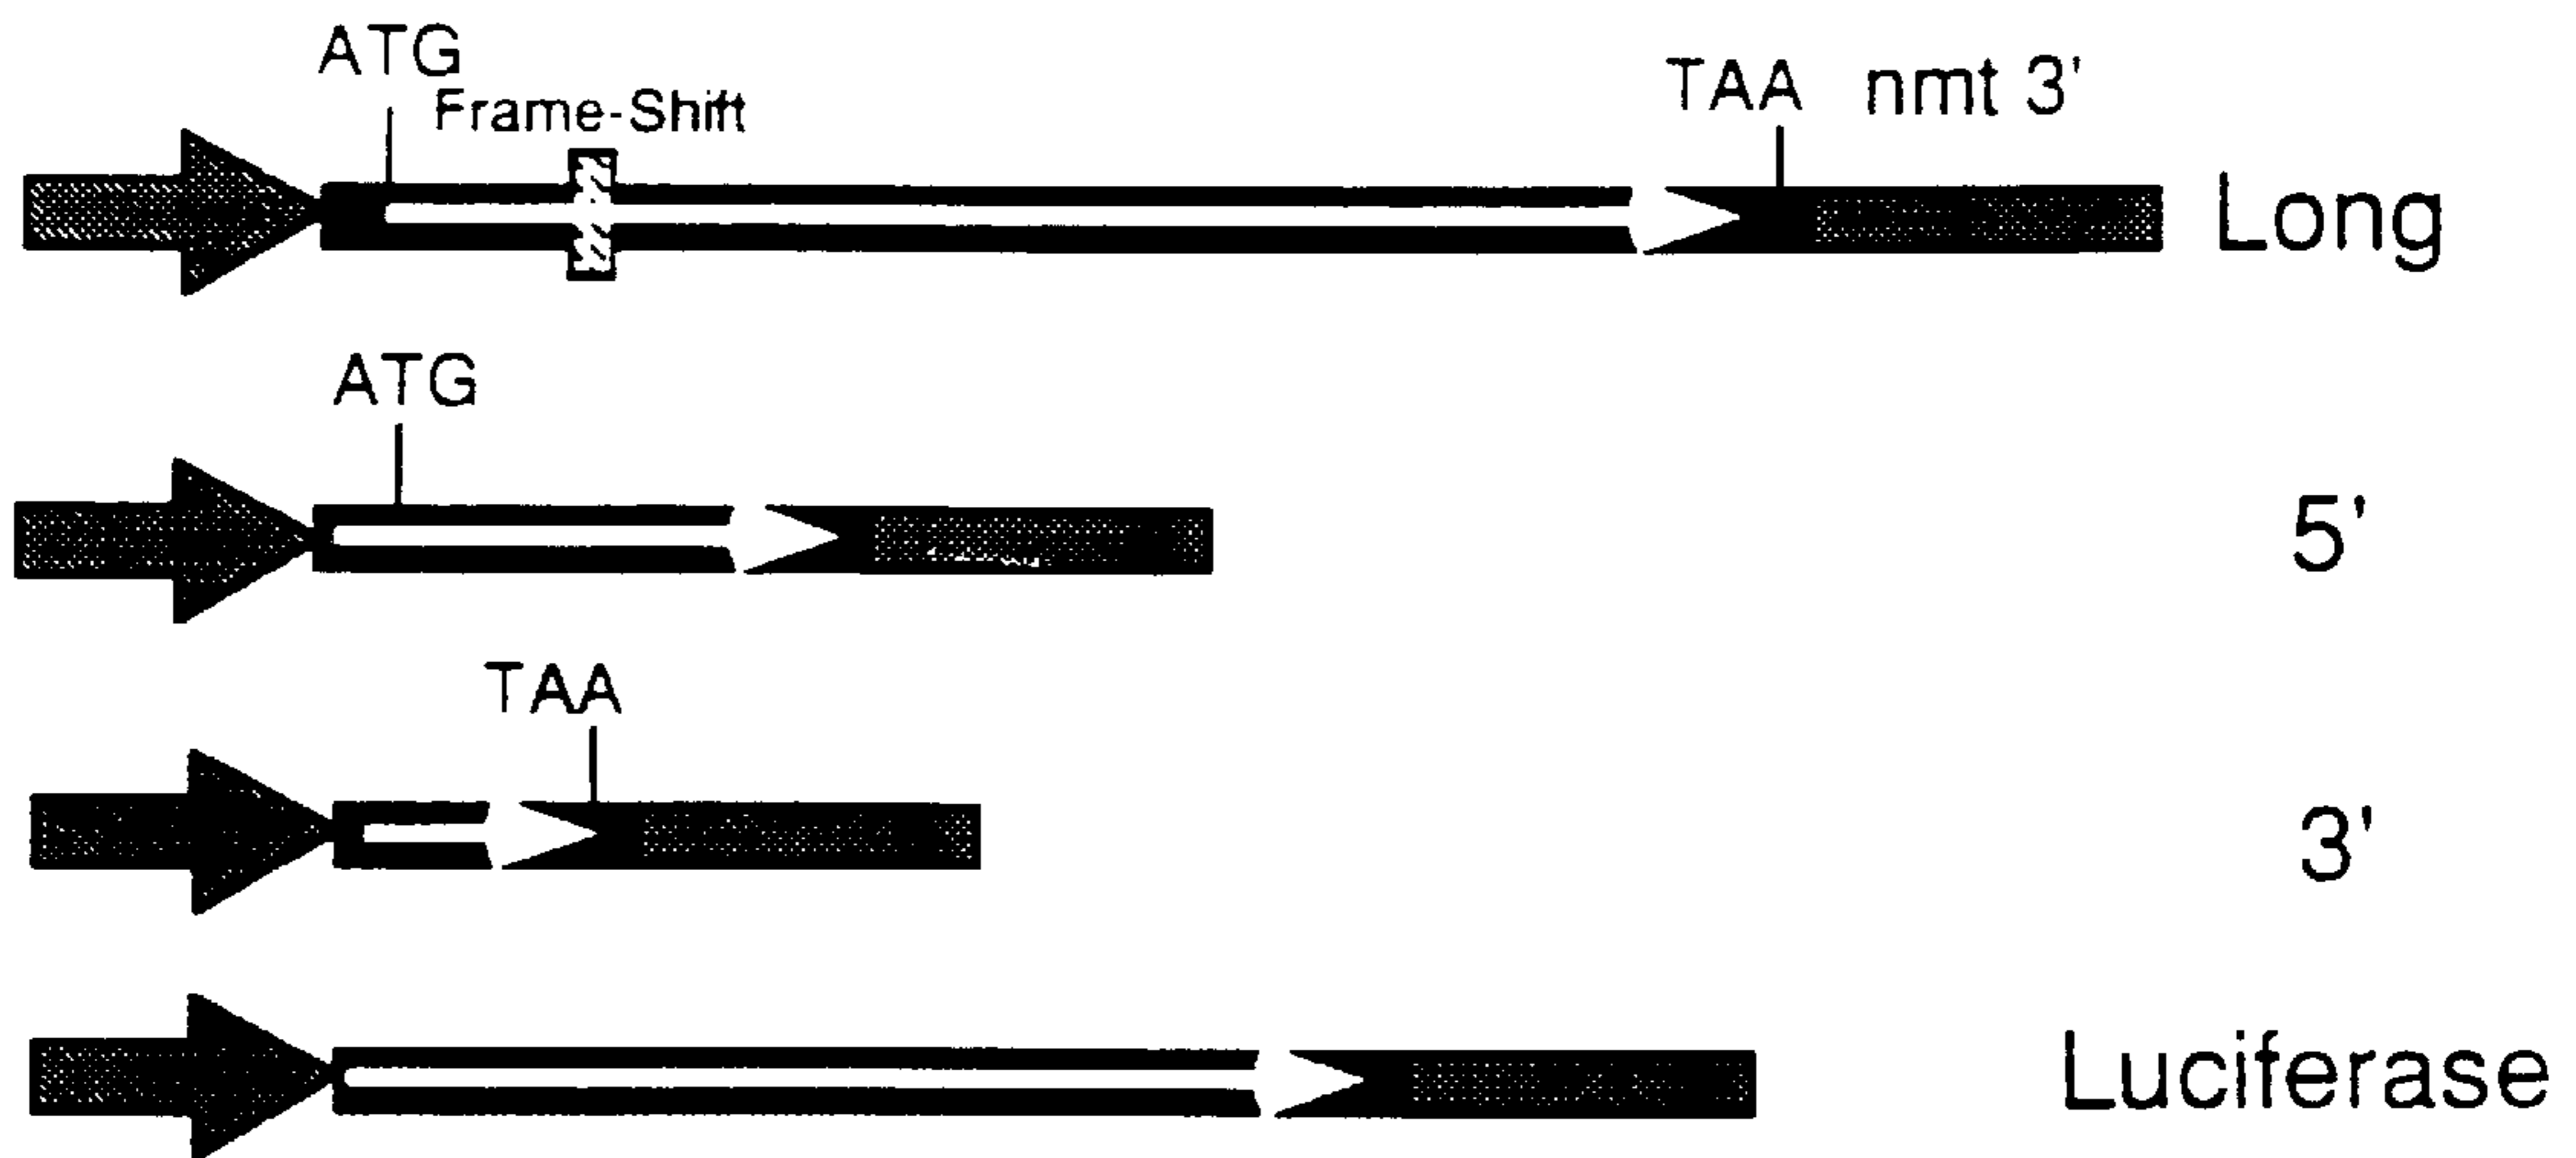 ATG
Frame-Shift
TAA nmt 3'
Long
ATG
5'
TAA
3'
Luciferase